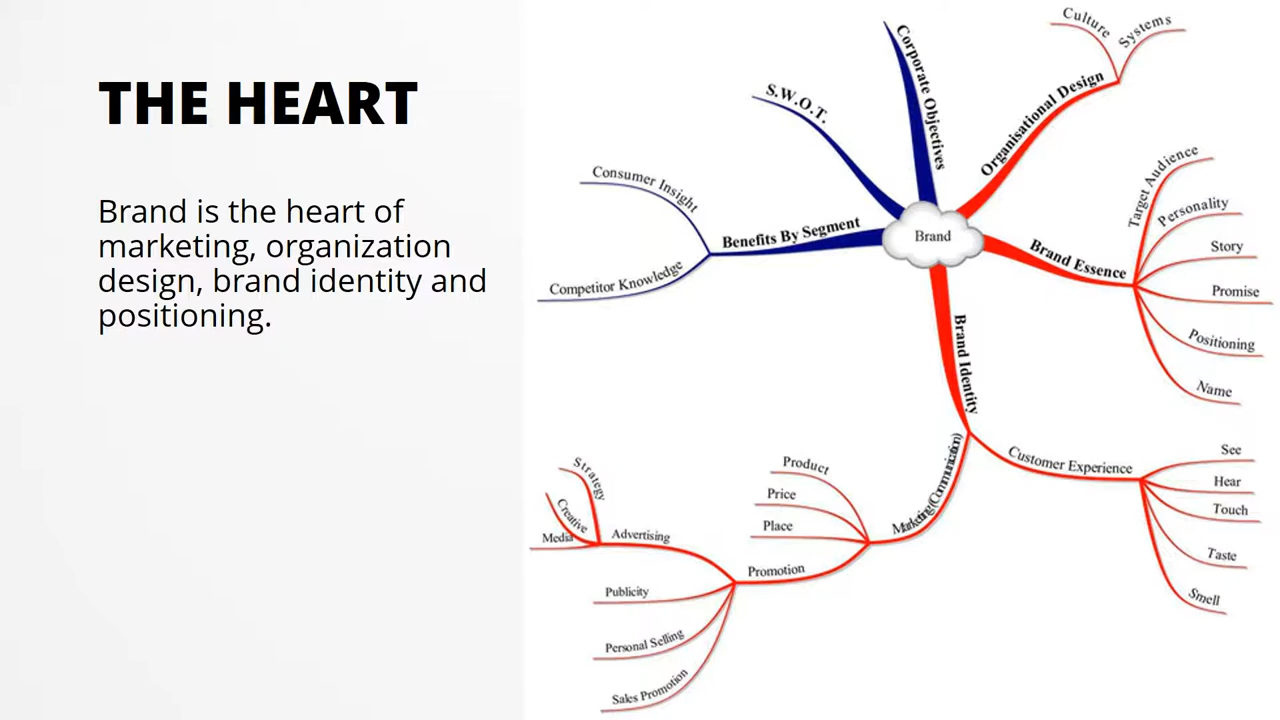 THE HEART
Brand is the heart of
marketing, organization
design, brand identity and
positioning.
Brand
S.W.O.T.
Corporate Objectives
Benefits By Segment
Consumer Insight
Competitor Knowledge
Organisational Design
Culture
Systems
Brand Essence
Target Audience
Personality
Story
Promise
Positioning
Name
Brand Identity
Customer Experience
See
Hear
Touch
Taste
Smell
Marketing (Communication)
Product
Price
Place
Promotion
Advertising
Strategy
Creative
Media
Publicity
Personal Selling
Sales Promotion